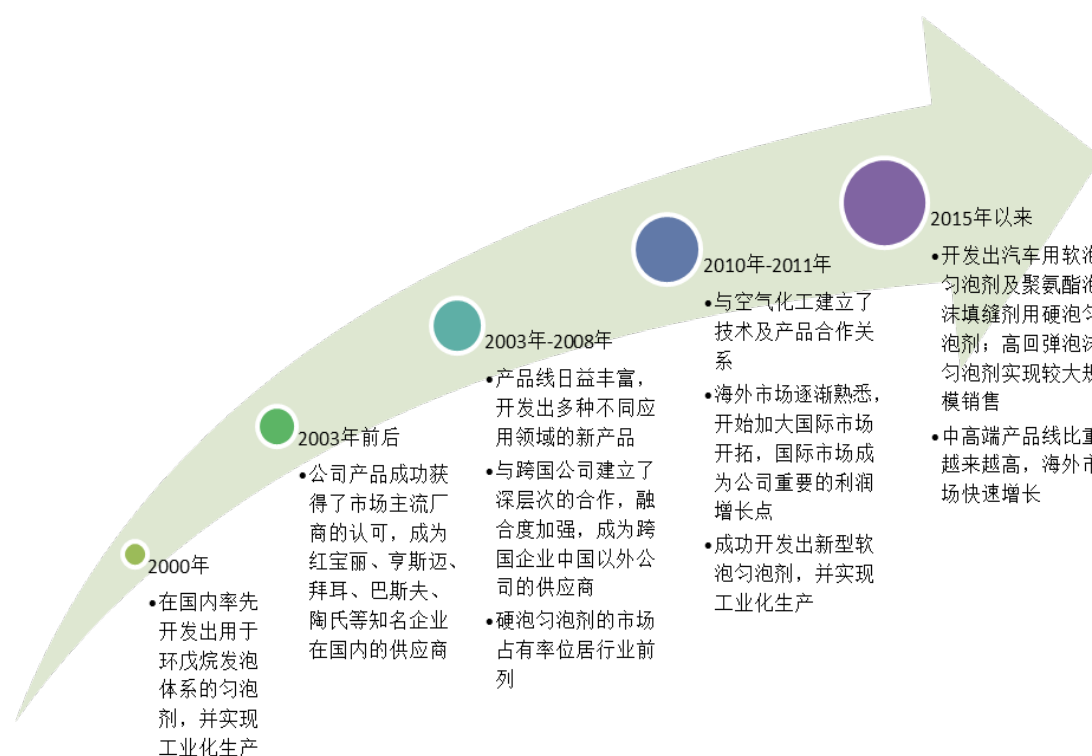 2000年
•在国内率先
开发出用于
环戊烷发泡
体系的匀泡
剂，并实现
工业化生产
2003年前后
•公司产品成功获
得了市场主流厂
商的认可，成为
红宝丽、亨斯迈、
拜耳、巴斯夫、
陶氏等知名企业
在国内的供应商
2003年-2008年
•产品线日益丰富，
开发出多种不同应
用领域的新产品
•与跨国公司建立了
深层次的合作，融
合度加强，成为跨
国企业中国以外公
司的供应商
•硬泡匀泡剂的市场
占有率位居行业前
列
2010年-2011年
•与空气化工建立了
技术及产品合作关
系
•海外市场逐渐熟悉，
开始加大国际市场
开拓，国际市场成
为公司重要的利润
增长点
•成功开发出新型软
泡匀泡剂，并实现
工业化生产
2015年以来
•开发出汽车用软泡
匀泡剂及聚氨酯泡
沫填缝剂用硬泡匀
泡剂；高回弹泡沫
匀泡剂实现较大规
模销售
•中高端产品线比重
越来越高，海外市
场快速增长